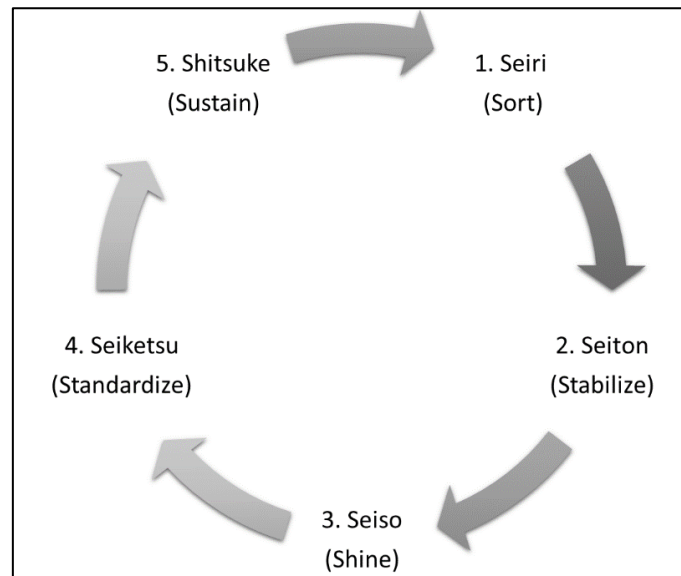 1. Seiri
(Sort)
2. Seiton
(Stabilize)
3. Seiso
(Shine)
4. Seiketsu
(Standardize)
5. Shitsuke
(Sustain)